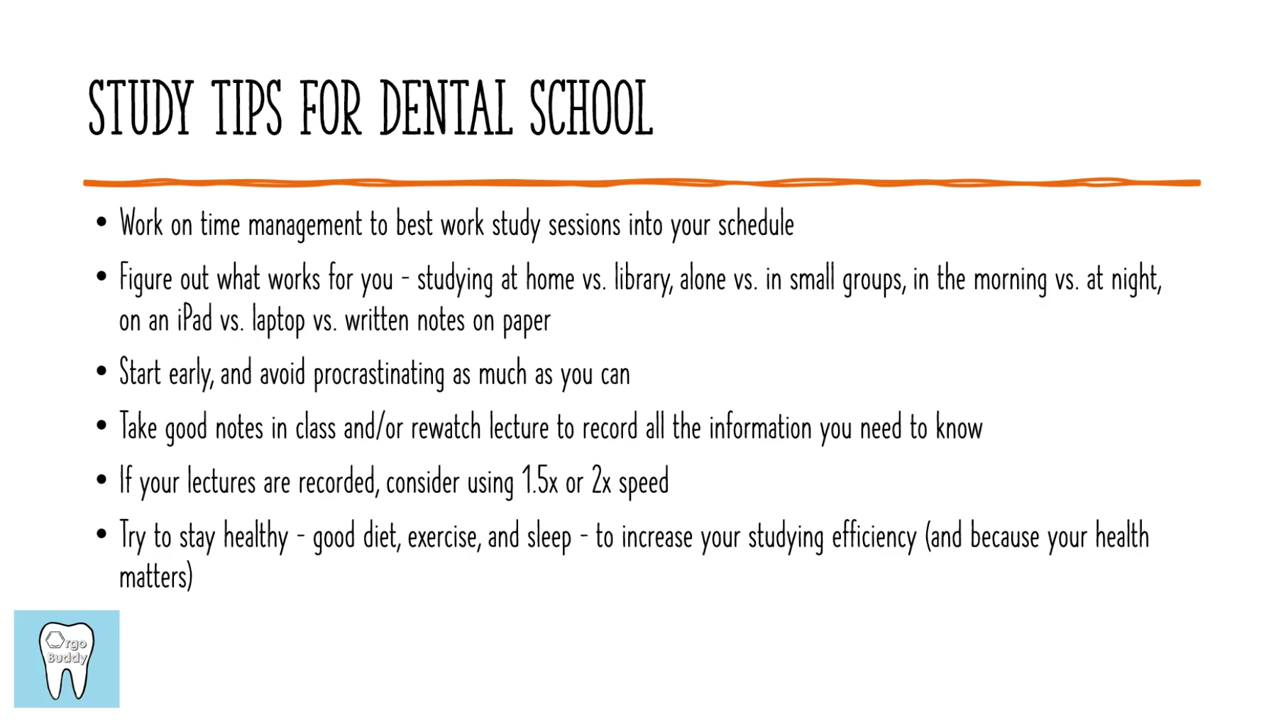 STUDY TIPS FOR DENTAL SCHOOL
• Work on time management to best work study sessions into your schedule
• Figure out what works for you - studying at home vs. library, alone vs. in small groups, in the morning vs. at night,
on an iPad vs. laptop vs. written notes on paper
• Start early, and avoid procrastinating as much as you can
• Take good notes in class and/or rewatch lecture to record all the information you need to know
• If your lectures are recorded, consider using 1.5x or 2x speed
• Try to stay healthy - good diet, exercise, and sleep - to increase your studying efficiency (and because your health
matters)
Orgo
Buddy